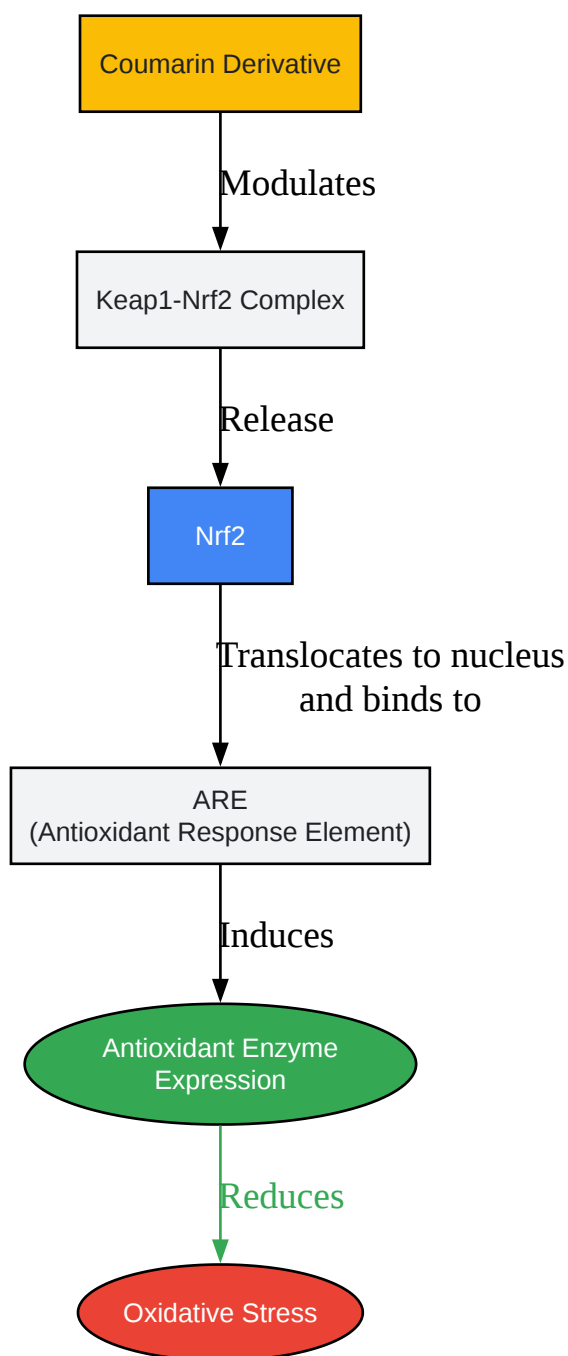 Coumarin Derivative
Modulates
Keap1-Nrf2 Complex
Release
Nrf2
Translocates to nucleus
and binds to
ARE
(Antioxidant Response Element)
Induces
Antioxidant Enzyme
Expression
Reduces
Oxidative Stress